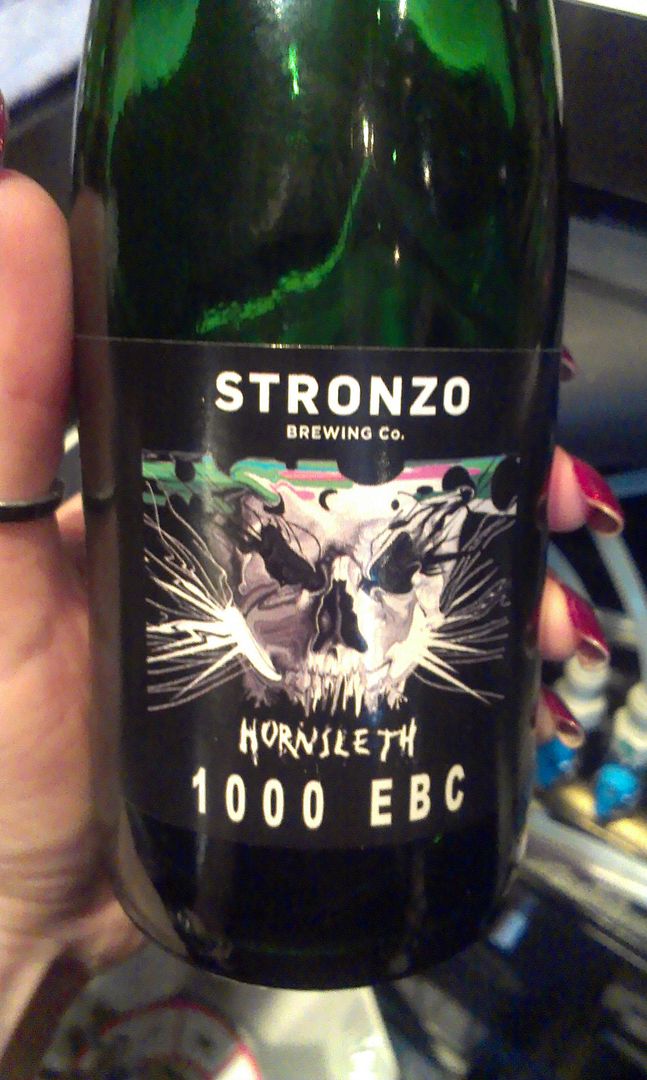 STRONZO
BREWING Co.
HORNSLETH
1000 EBC